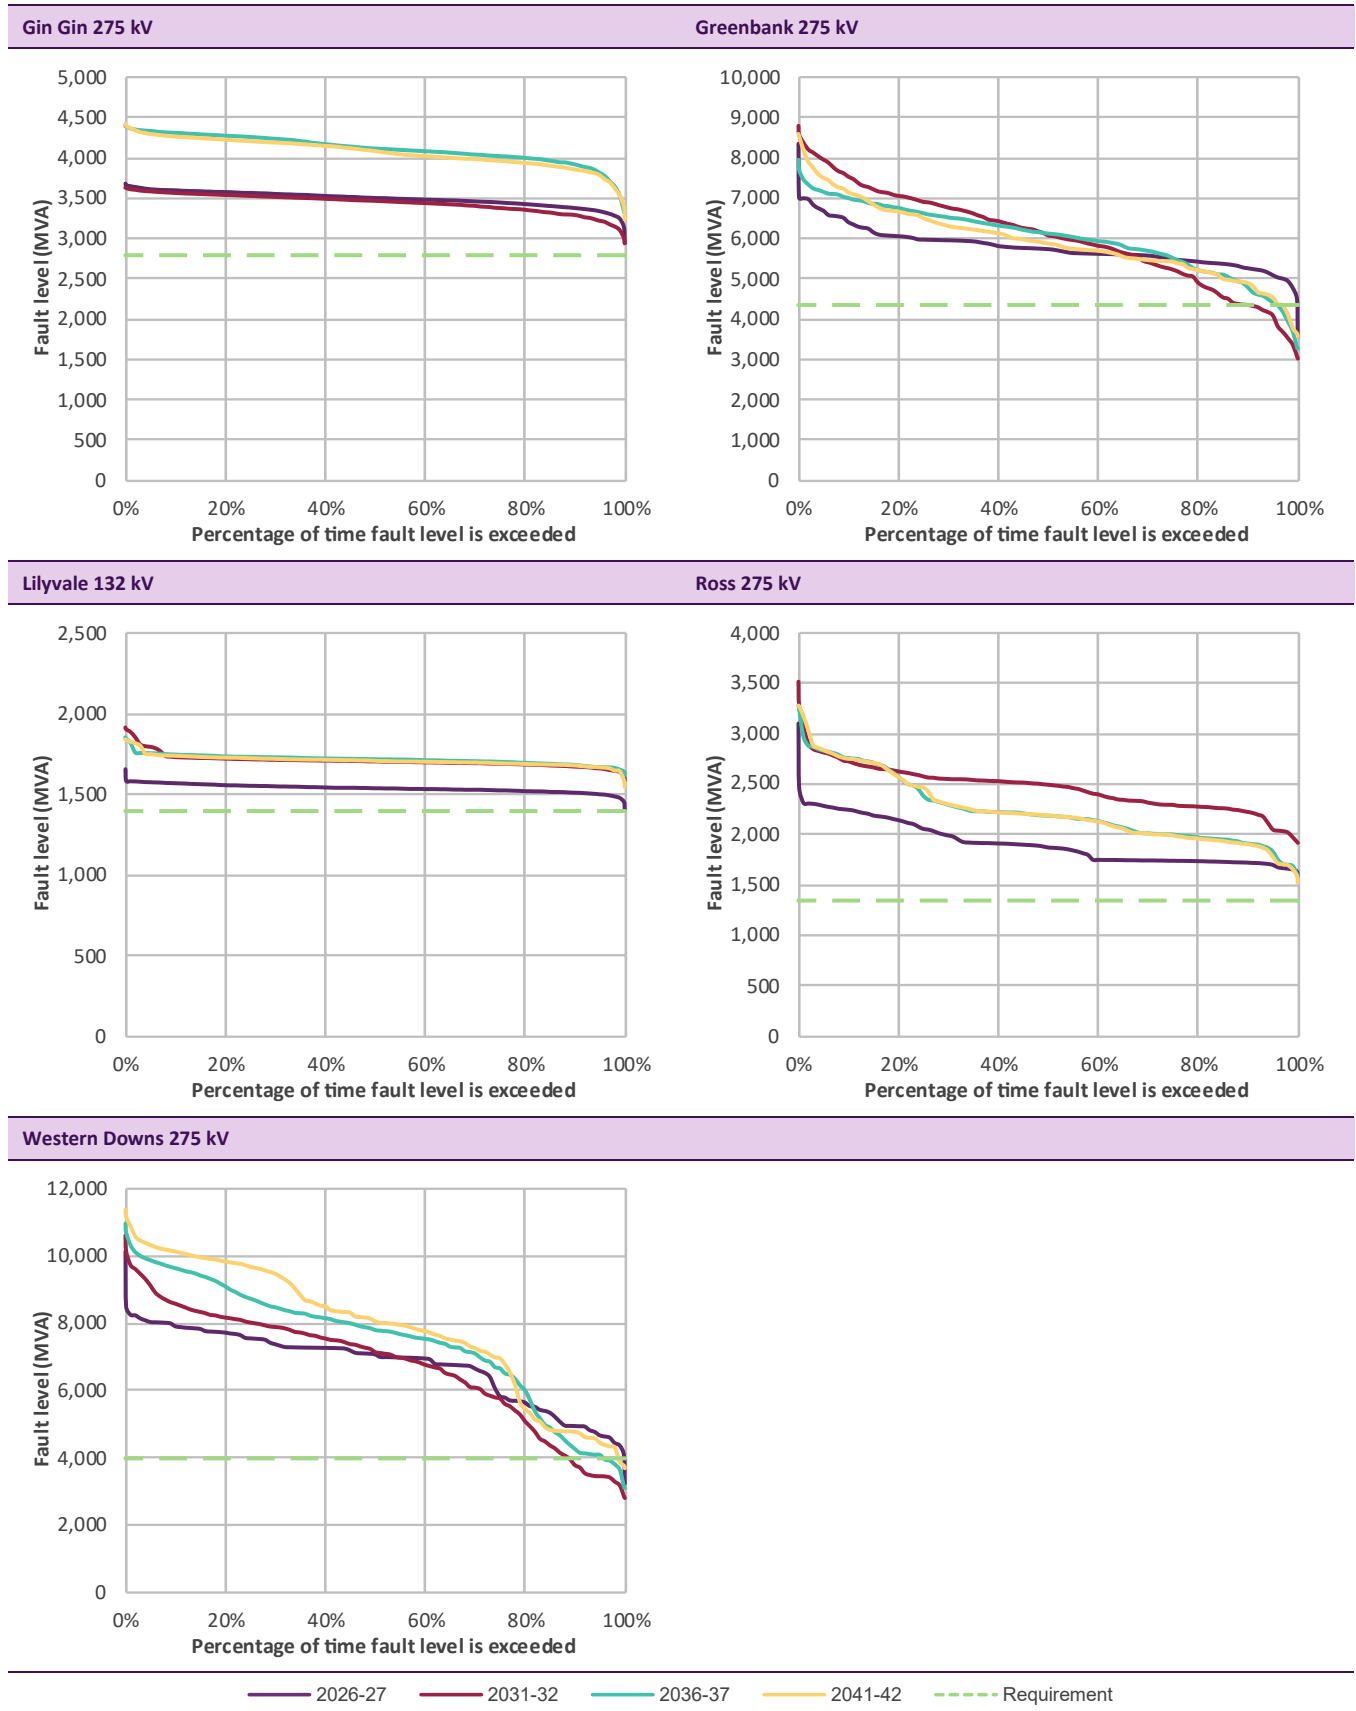 Gin Gin 275 kV
Greenbank 275 kV
Fault level (MVA)
5,000
4,500
4,000
3,500
3,000
2,500
2,000
1,500
1,000
500
0
0% 20% 40% 60% 80% 100%
Percentage of time fault level is exceeded
Fault level (MVA)
10,000
9,000
8,000
7,000
6,000
5,000
4,000
3,000
2,000
1,000
0
0% 20% 40% 60% 80% 100%
Percentage of time fault level is exceeded
Lilyvale 132 kV
Ross 275 kV
Fault level (MVA)
2,500
2,000
1,500
1,000
500
0
0% 20% 40% 60% 80% 100%
Percentage of time fault level is exceeded
Fault level (MVA)
4,000
3,500
3,000
2,500
2,000
1,500
1,000
500
0
0% 20% 40% 60% 80% 100%
Percentage of time fault level is exceeded
Western Downs 275 kV
Fault level (MVA)
12,000
10,000
8,000
6,000
4,000
2,000
0
0% 20% 40% 60% 80% 100%
Percentage of time fault level is exceeded
2026-27 2031-32 2036-37 2041-42 Requirement